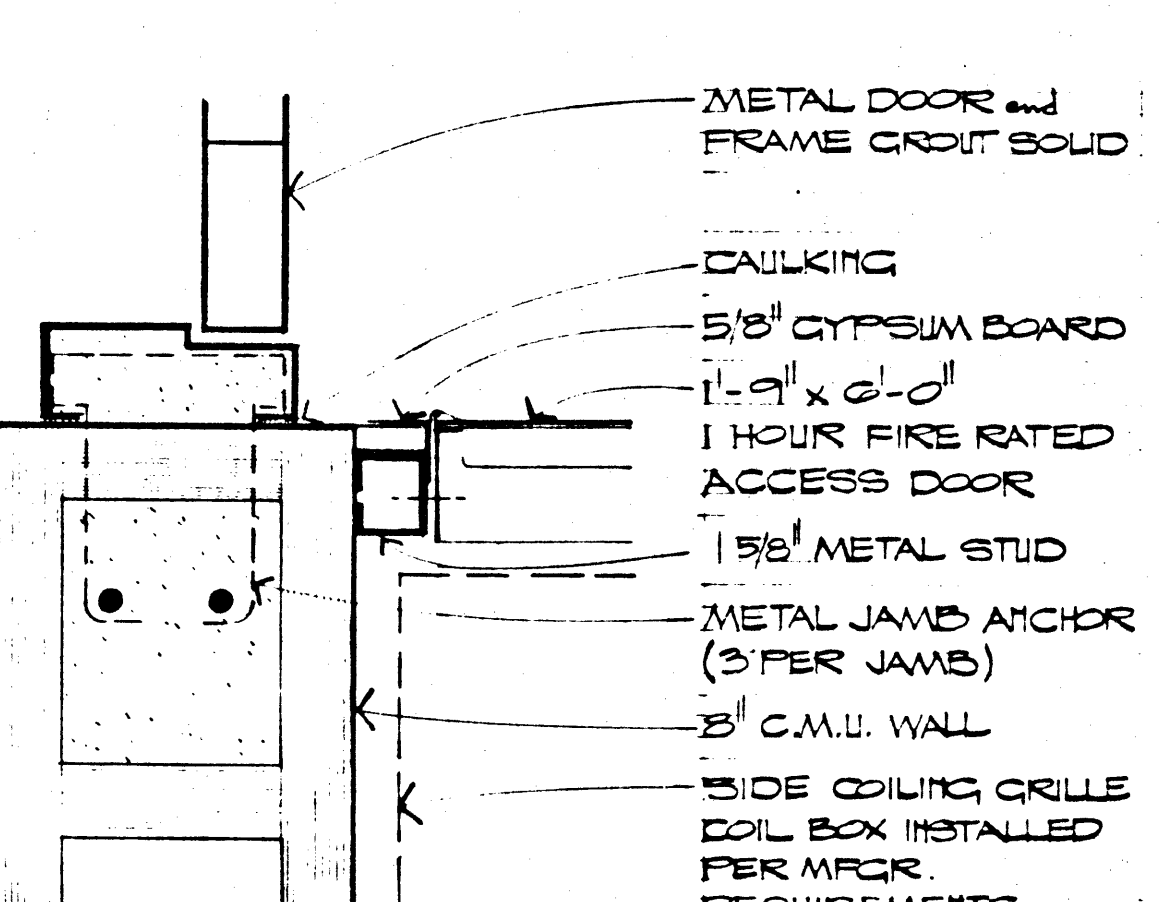 METAL DOOR and
FRAME GROUT SOLID
CAULKING
5/8" GYPSUM BOARD
1'-9" x 6'-0"
1 HOUR FIRE RATED
ACCESS DOOR
1 5/8" METAL STUD
METAL JAMB ANCHOR
(3 PER JAMB)
8" C.M.U. WALL
SIDE COILING GRILLE
COIL BOX INSTALLED
PER MFGR.
REQUIREMENTS